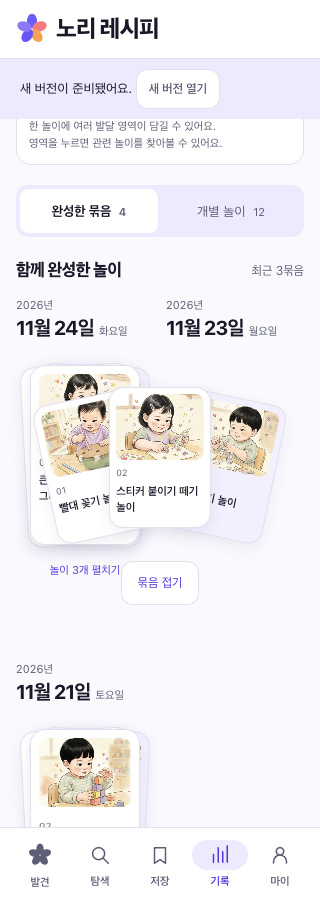 노리 레시피
새 버전이 준비됐어요.
새 버전 열기
한 놀이에 여러 발달 영역이 담길 수 있어요.
영역을 누르면 관련 놀이를 찾아볼 수 있어요.
완성한 묶음 4
개별 놀이 12
함께 완성한 놀이
최근 3묶음
2026년
11월 24일 화요일
2026년
11월 23일 월요일
01
빨대 꽂기
02
스티커 붙이기 떼기
놀이
놀이
놀이 3개 펼치기
묶음 접기
2026년
11월 21일 토요일
02
발견
탐색
저장
기록
마이